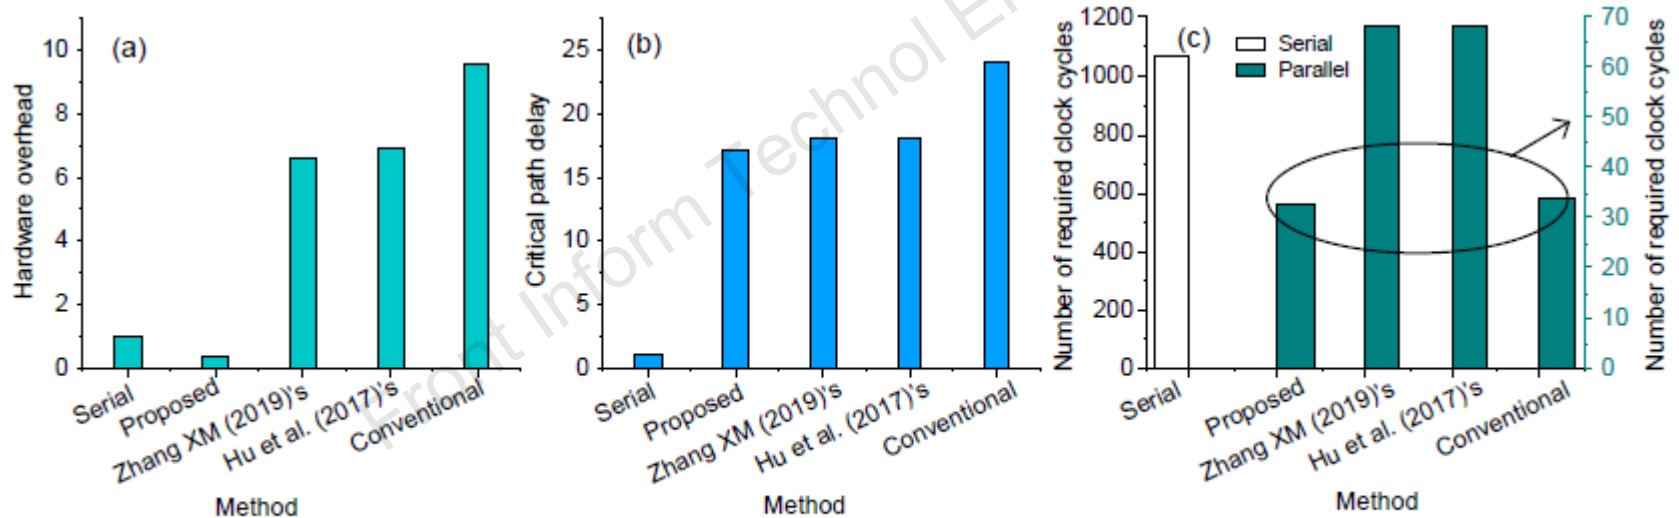 (a)
Hardware overhead
10
8
6
4
2
0
Serial
Proposed
Zhang XM (2019)'s
Hu et al. (2017)'s
Conventional
Method
(b)
Critical path delay
25
20
15
10
5
0
Serial
Proposed
Zhang XM (2019)'s
Hu et al. (2017)'s
Conventional
Method
(c)
Serial
Parallel
Number of required clock cycles
1200
1000
800
600
400
200
0
70
60
50
40
30
20
10
0
Number of required clock cycles
Serial
Proposed
Zhang XM (2019)'s
Hu et al. (2017)'s
Conventional
Method
Front Inform Technol